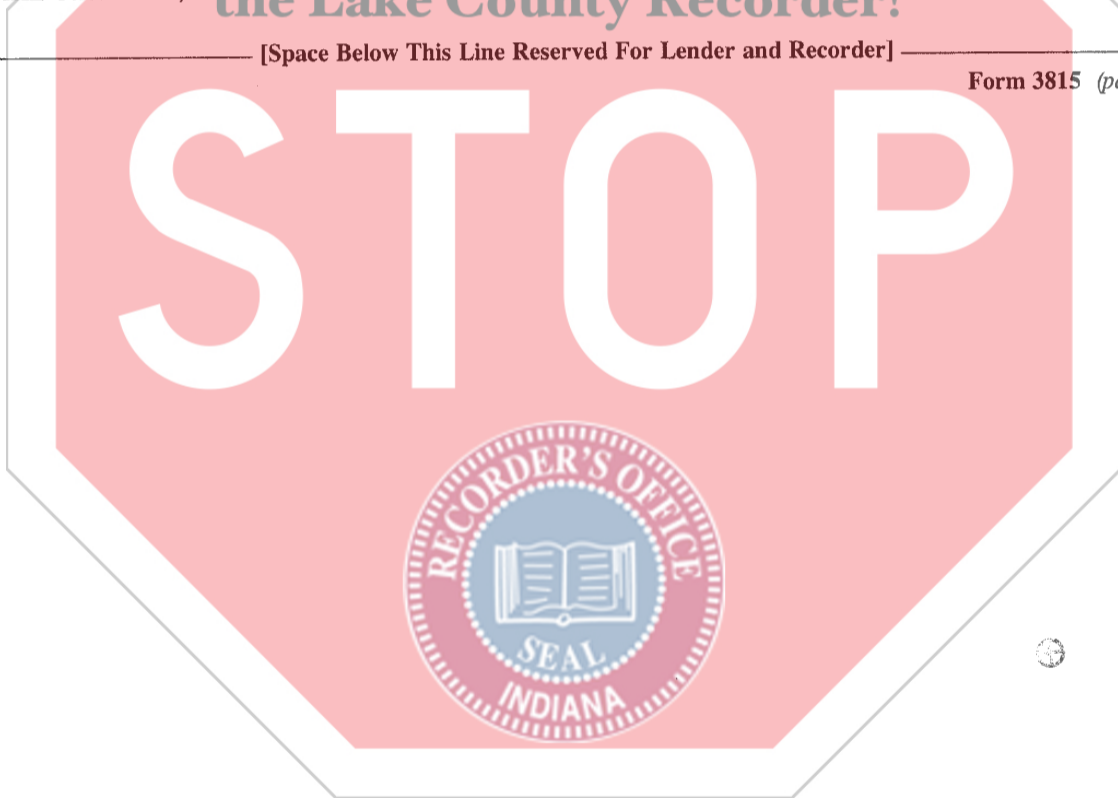 the Lake County Recorder!
[Space Below This Line Reserved For Lender and Recorder]
Form 3815
STOP
RECORDER'S OFFICE
SEAL
INDIANA